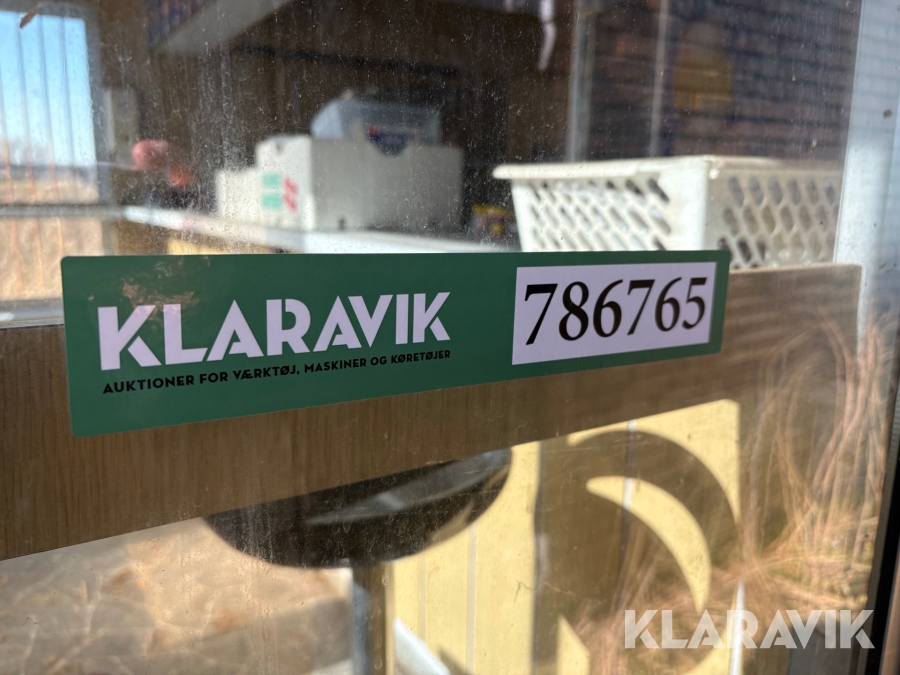 KLARAVIK
AUKTIONER FOR VÆRKTØJ, MASKINER OG KØRETØJER
786765
KLARAVIK